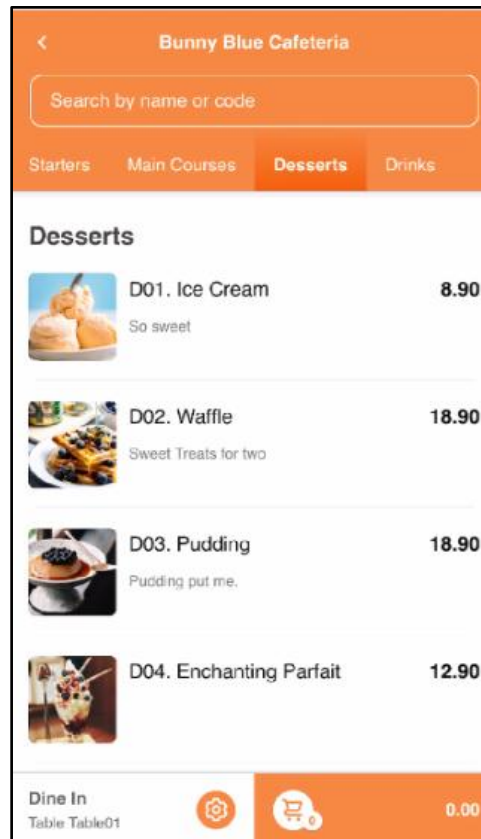 Bunny Blue Cafeteria
Search by name or code
Starters Main Courses Desserts Drinks
Desserts
D01. Ice Cream 8.90
So sweet
D02. Waffle 18.90
Sweet Treats for two
D03. Pudding 18.90
Pudding put me.
D04. Enchanting Parfait 12.90
Dine In
Table Table01
0
0.00